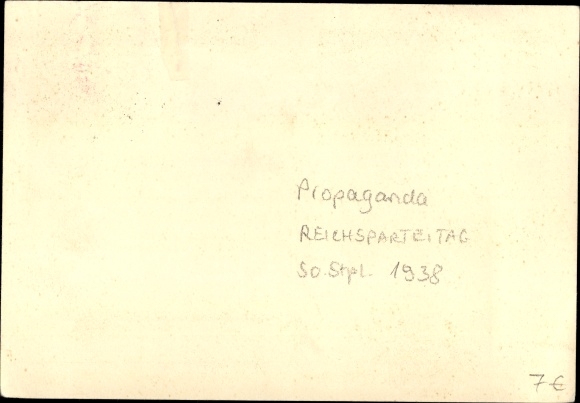 Propaganda
REICHSPARTEITAG
So. Stpl. 1938
7 €